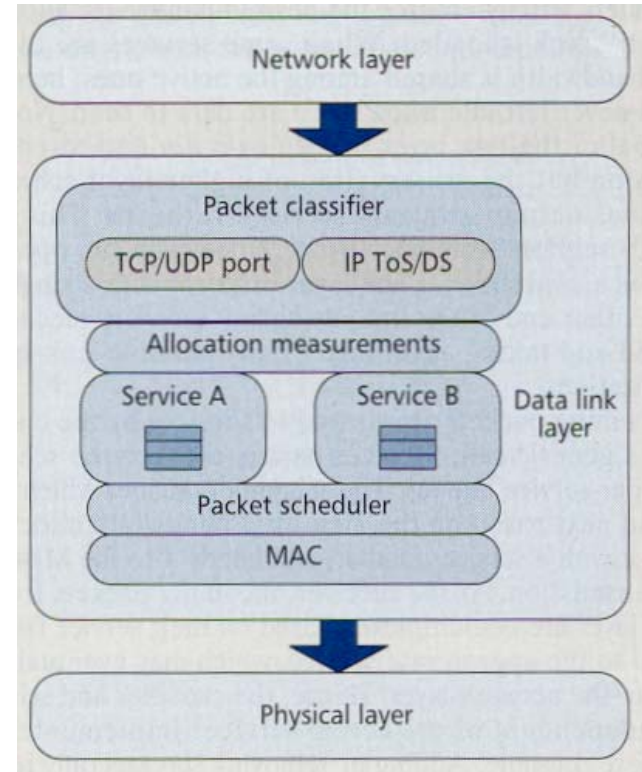 Network layer
Packet classifier
TCP/UDP port
IP ToS/DS
Allocation measurements
Service A
Service B
Data link
layer
Packet scheduler
MAC
Physical layer